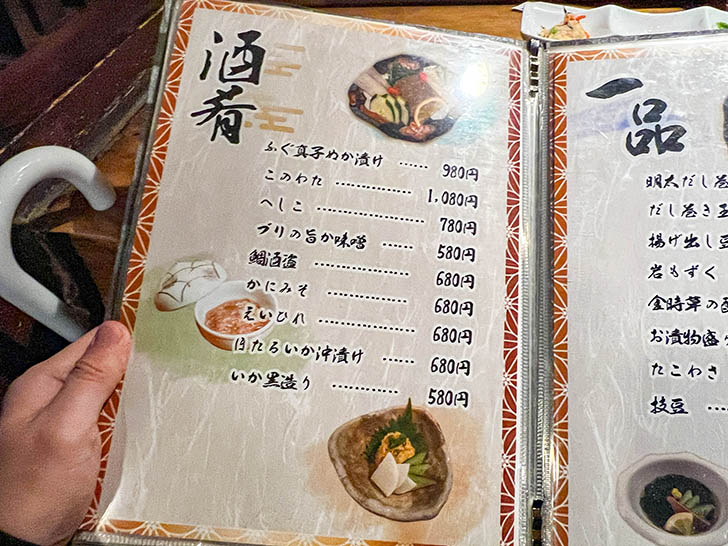 酒肴
ふぐ真子ぬか漬け …… 980円
このわた ………… 1,080円
へしこ ………… 780円
ブリの旨か味噌 …… 580円
鯛酒盗 ………… 680円
かにみそ ………… 680円
えいひれ ………… 680円
ほたるいか沖漬け …… 680円
いか黒造り ………… 580円
一品
明太だし巻
だし巻き玉
揚げ出し豆
岩もずく
金時草の
お漬物盛り
たこわさ
枝豆 …